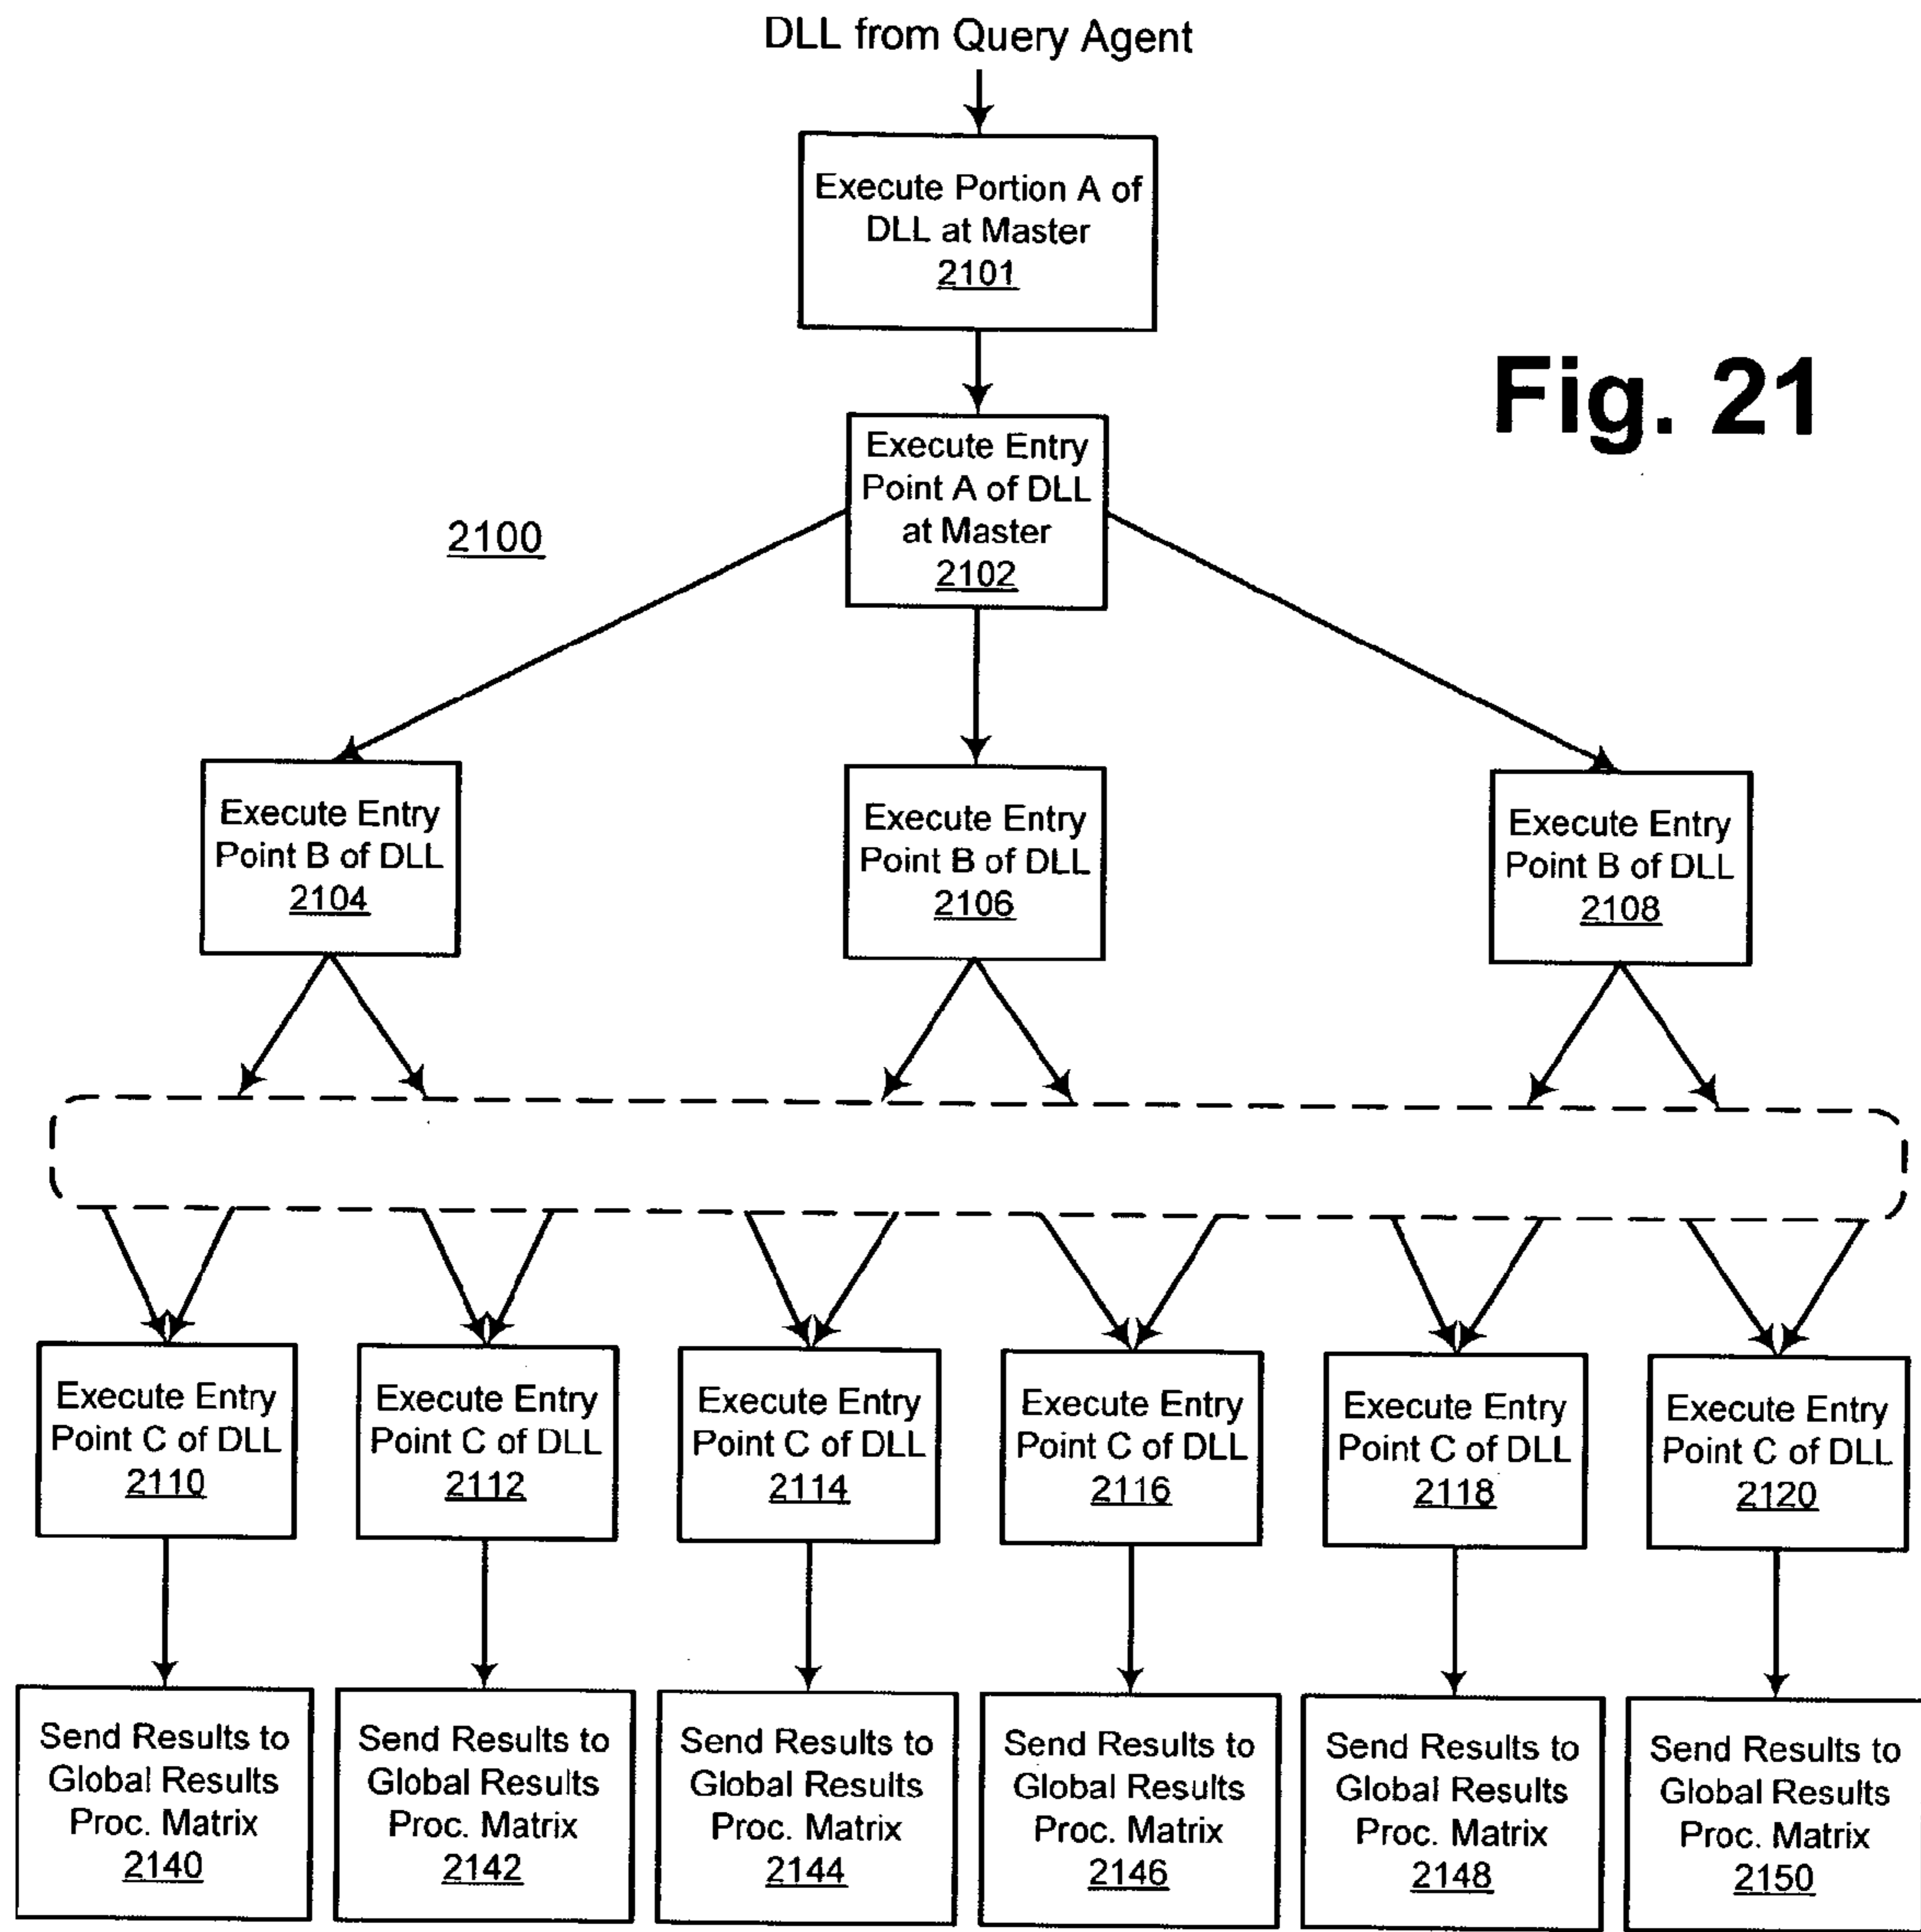 DLL from Query Agent
Execute Portion A of
DLL at Master
2101
Fig. 21
Execute Entry
Point A of DLL
at Master
2102
2100
Execute Entry
Point B of DLL
2104
Execute Entry
Point B of DLL
2106
Execute Entry
Point B of DLL
2108
Execute Entry
Point C of DLL
2110
Execute Entry
Point C of DLL
2112
Execute Entry
Point C of DLL
2114
Execute Entry
Point C of DLL
2116
Execute Entry
Point C of DLL
2118
Execute Entry
Point C of DLL
2120
Send Results to
Global Results
Proc. Matrix
2140
Send Results to
Global Results
Proc. Matrix
2142
Send Results to
Global Results
Proc. Matrix
2144
Send Results to
Global Results
Proc. Matrix
2146
Send Results to
Global Results
Proc. Matrix
2148
Send Results to
Global Results
Proc. Matrix
2150